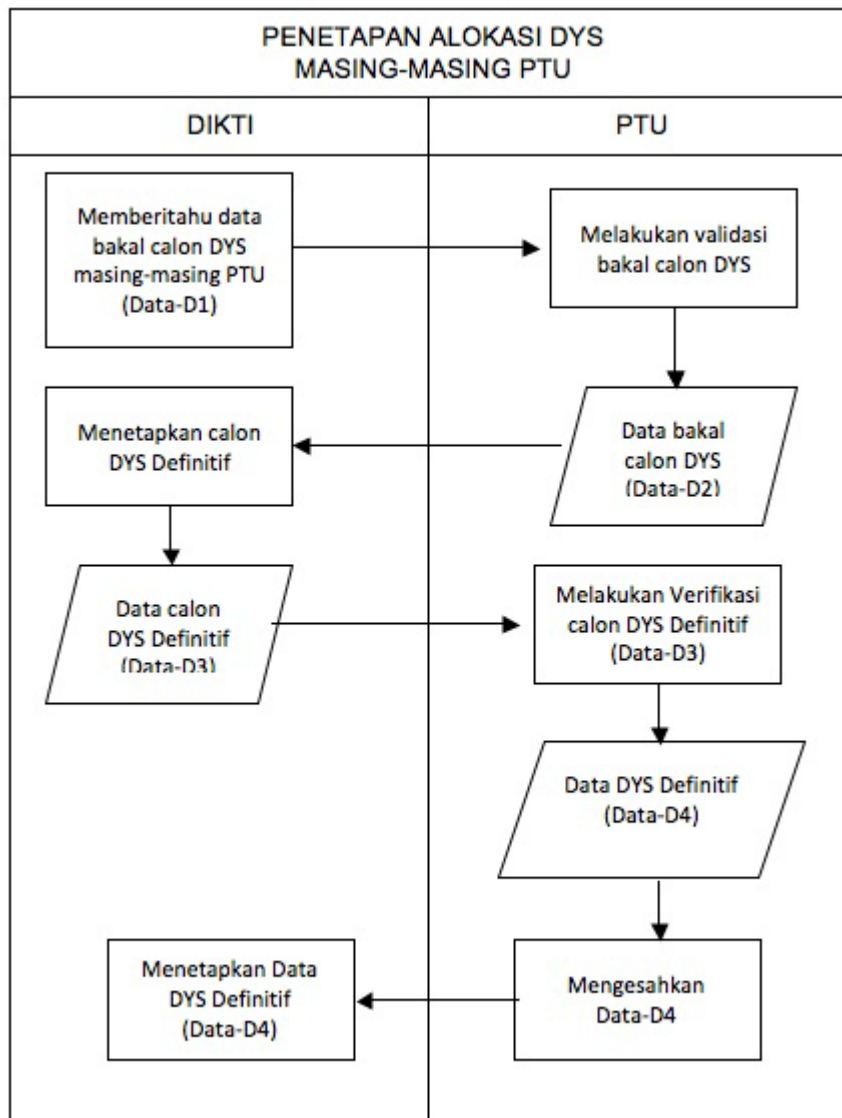 PENETAPAN ALOKASI DYS
MASING-MASING PTU
DIKTI
PTU
Memberitahu data
bakal calon DYS
masing-masing PTU
(Data-D1)
Melakukan validasi
bakal calon DYS
Menetapkan calon
DYS Definitif
Data bakal
calon DYS
(Data-D2)
Data calon
DYS Definitif
(Data-D3)
Melakukan Verifikasi
calon DYS Definitif
(Data-D3)
Data DYS Definitif
(Data-D4)
Menetapkan Data
DYS Definitif
(Data-D4)
Mengesahkan
Data-D4